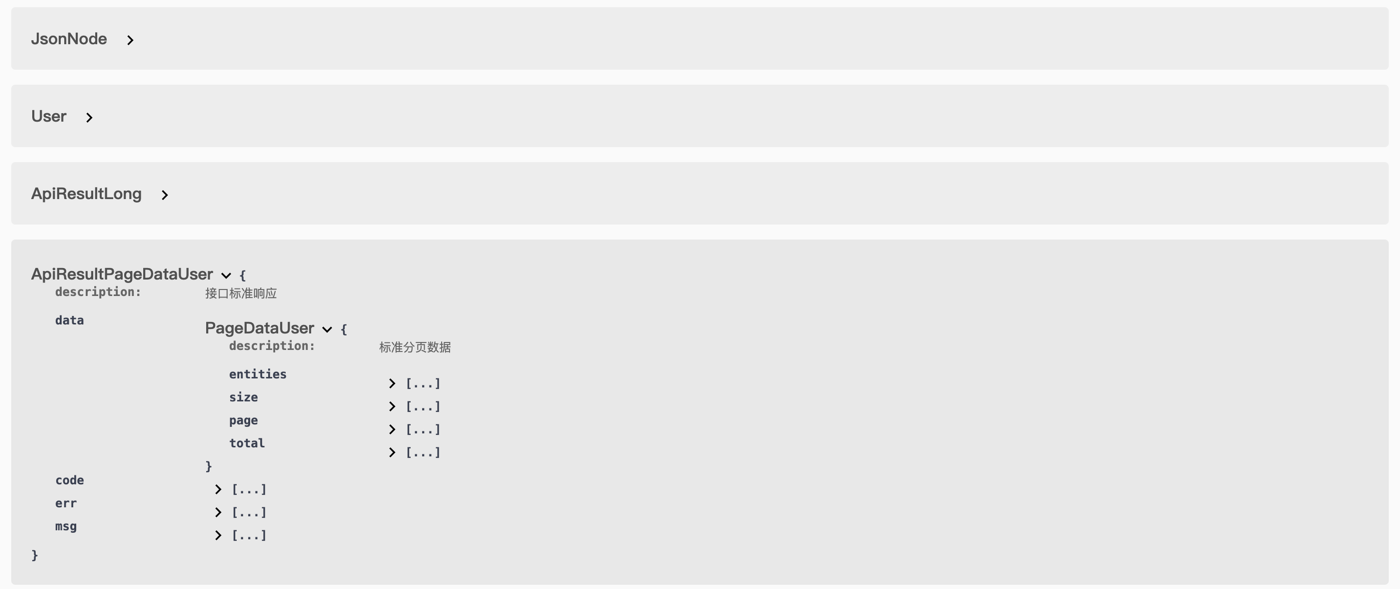 JsonNode
User
ApiResultLong
ApiResultPageDataUser {
description: 接口标准响应
data PageDataUser {
description: 标准分页数据
entities [...]
size [...]
page [...]
total [...]
}
code [...]
err [...]
msg [...]
}